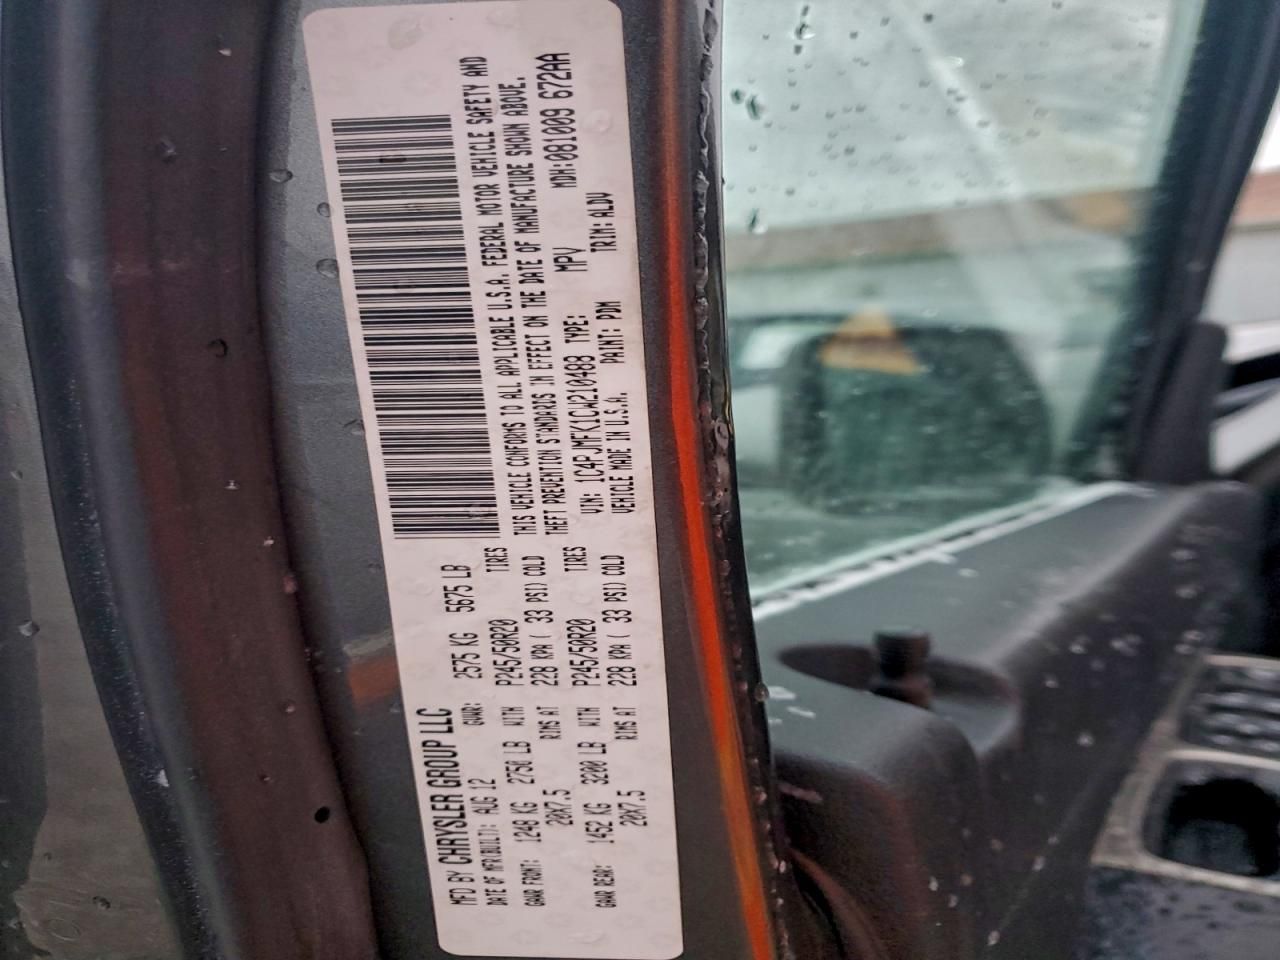 MFD BY CHRYSLER GROUP LLC
DATE OF MFR(BUILT): AUG 12 GVWR: 2575 KG 5675 LB
GAWR FRONT: 1248 KG 2750 LB WITH P245/50R20 TIRES
20X7.5 RIMS AT 228 KPA ( 33 PSI) COLD
GAWR REAR: 1452 KG 3200 LB WITH P245/50R20 TIRES
20X7.5 RIMS AT 228 KPA ( 33 PSI) COLD
THIS VEHICLE CONFORMS TO ALL APPLICABLE U.S.A. FEDERAL MOTOR VEHICLE SAFETY AND
THEFT PREVENTION STANDARDS IN EFFECT ON THE DATE OF MANUFACTURE SHOWN ABOVE.
VIN: 1C4PJMFK1CW210488 TYPE: MPV MDH:081009 672AA
VEHICLE MADE IN U.S.A. PAINT: PDM TRIM: ALDV